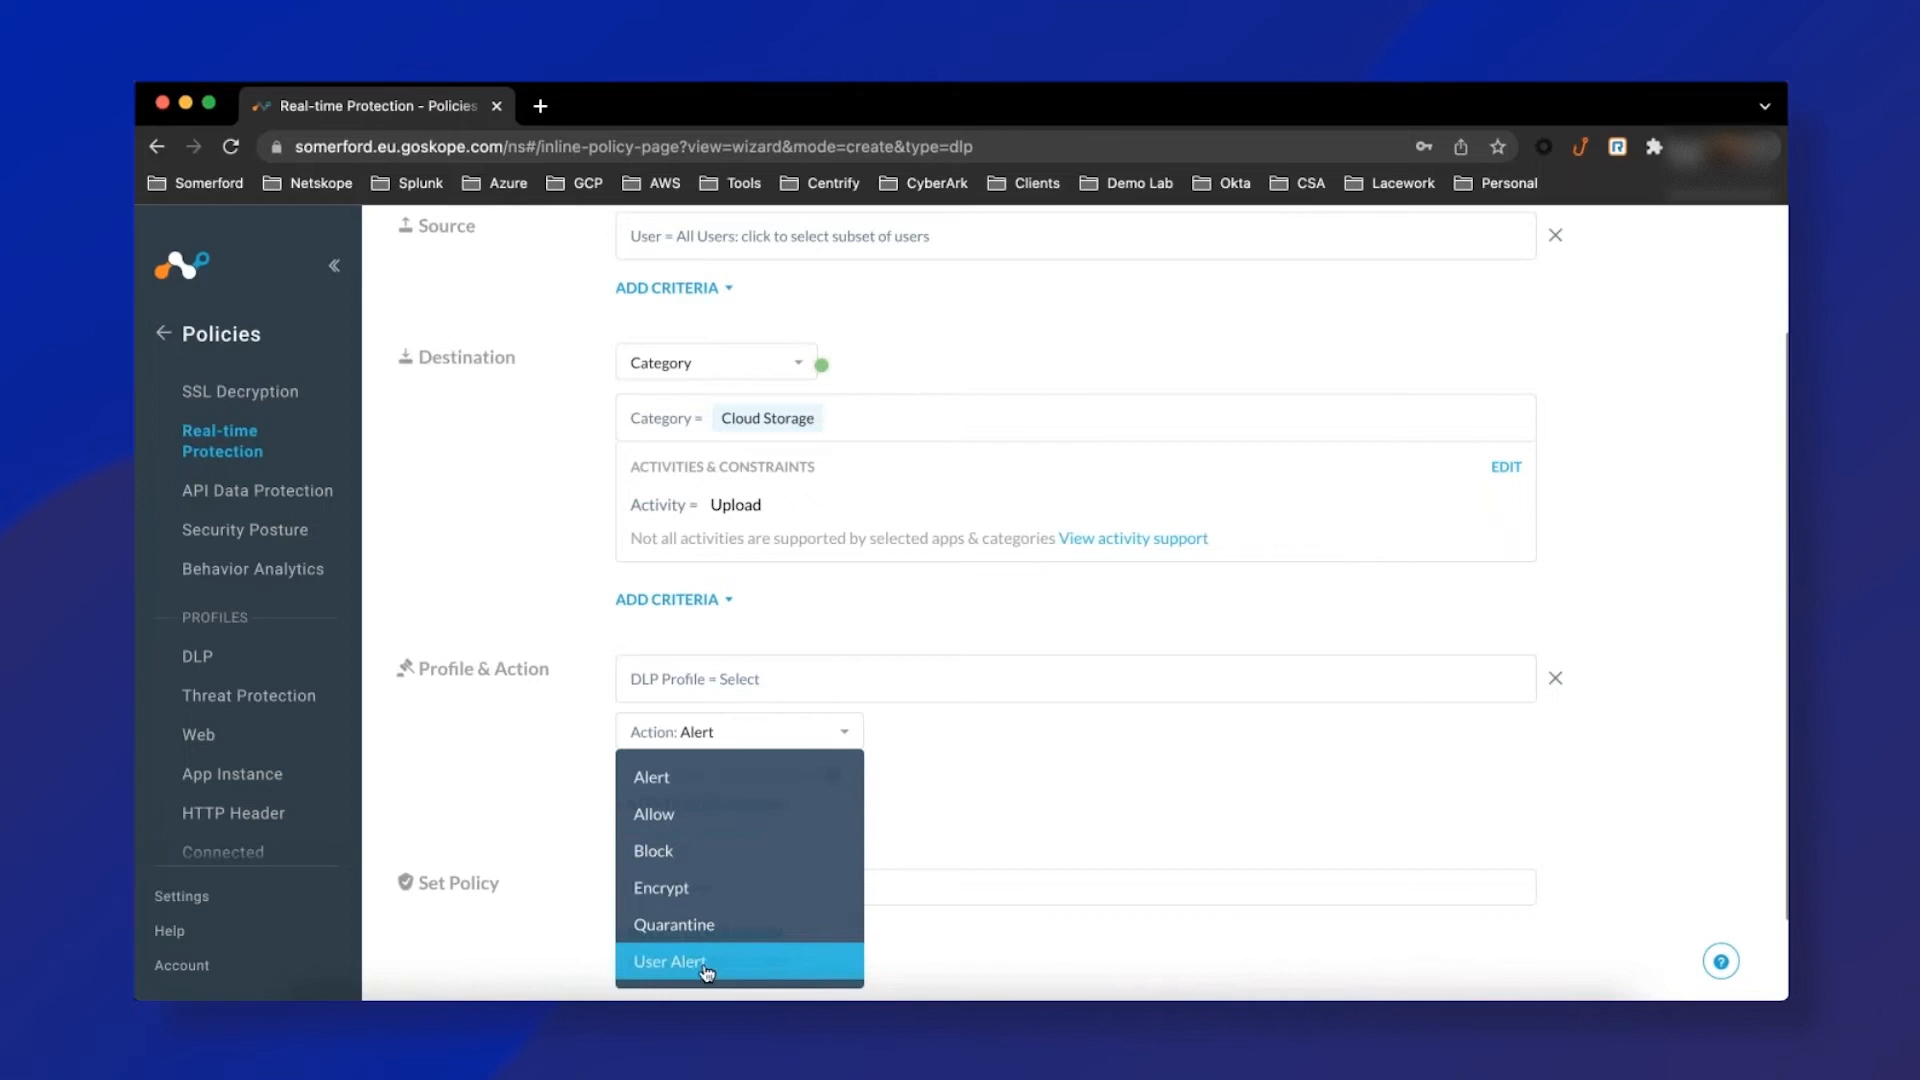 Real-time Protection - Policies
somerford.eu.goskope.com/ns#/inline-policy-page?view=wizard&mode=create&type=dlp
Somerford
Netskope
Splunk
Azure
GCP
AWS
Tools
Centrify
CyberArk
Clients
Demo Lab
Okta
CSA
Lacework
Personal
Policies
SSL Decryption
Real-time
Protection
API Data Protection
Security Posture
Behavior Analytics
PROFILES
DLP
Threat Protection
Web
App Instance
HTTP Header
Connected
Settings
Help
Account
Source
User = All Users: click to select subset of users
ADD CRITERIA
Destination
Category
Category = Cloud Storage
ACTIVITIES & CONSTRAINTS
EDIT
Activity = Upload
Not all activities are supported by selected apps & categories View activity support
ADD CRITERIA
Profile & Action
DLP Profile = Select
Action: Alert
Alert
Allow
Block
Encrypt
Quarantine
User Alert
Set Policy